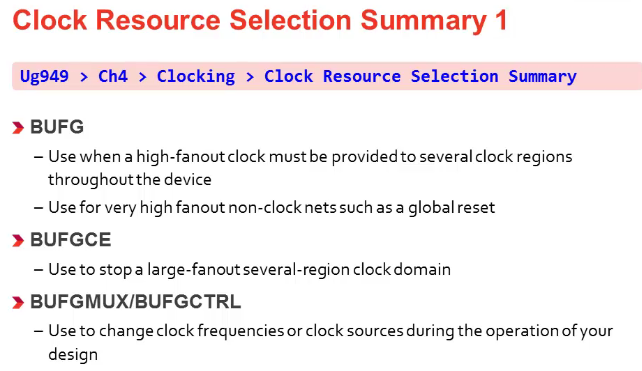 Clock Resource Selection Summary 1
Ug949 > Ch4 > Clocking > Clock Resource Selection Summary
BUFG
– Use when a high-fanout clock must be provided to several clock regions
throughout the device
– Use for very high fanout non-clock nets such as a global reset
BUFGCE
– Use to stop a large-fanout several-region clock domain
BUFGMUX/BUFGCTRL
– Use to change clock frequencies or clock sources during the operation of your
design